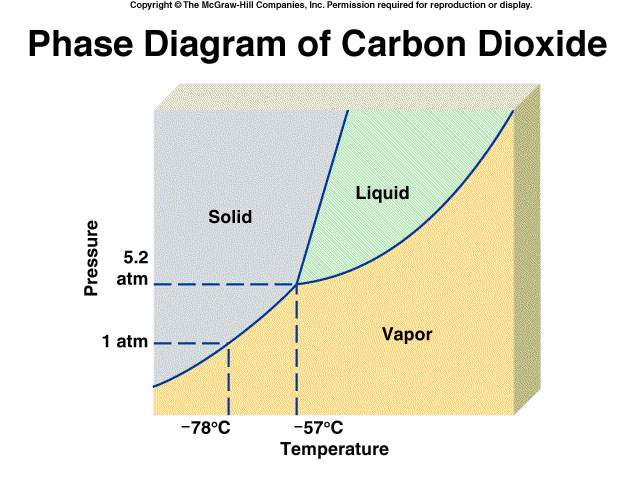 Copyright © The McGraw-Hill Companies, Inc. Permission required for reproduction or display.
Phase Diagram of Carbon Dioxide
Solid
Liquid
Vapor
Pressure
5.2
atm
1 atm
−78°C
−57°C
Temperature